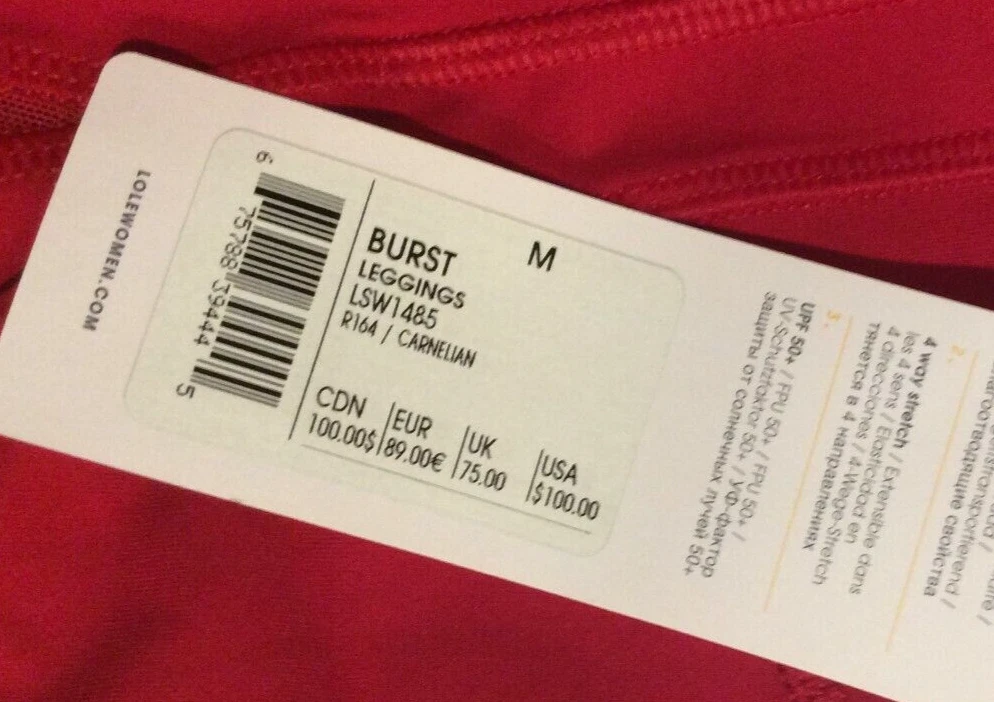 LOLEWOMEN.COM
6 75788 39444 5
BURST M
LEGGINGS
LSW1485
R164 / CARNELIAN
CDN EUR UK USA
100.00$ 89.00€ 75.00 $100.00
3.
UPF 50+ / FPU 50+ / FPU 50+ /
UV-Schutzfaktor 50+ / УФ-фактор
защиты от солнечных лучей 50+
2.
4 way stretch / Extensible dans
les 4 sens / Elasticidad en
4 direcciones / 4-Wege-Stretch
тянется в 4 направлениях
свойства